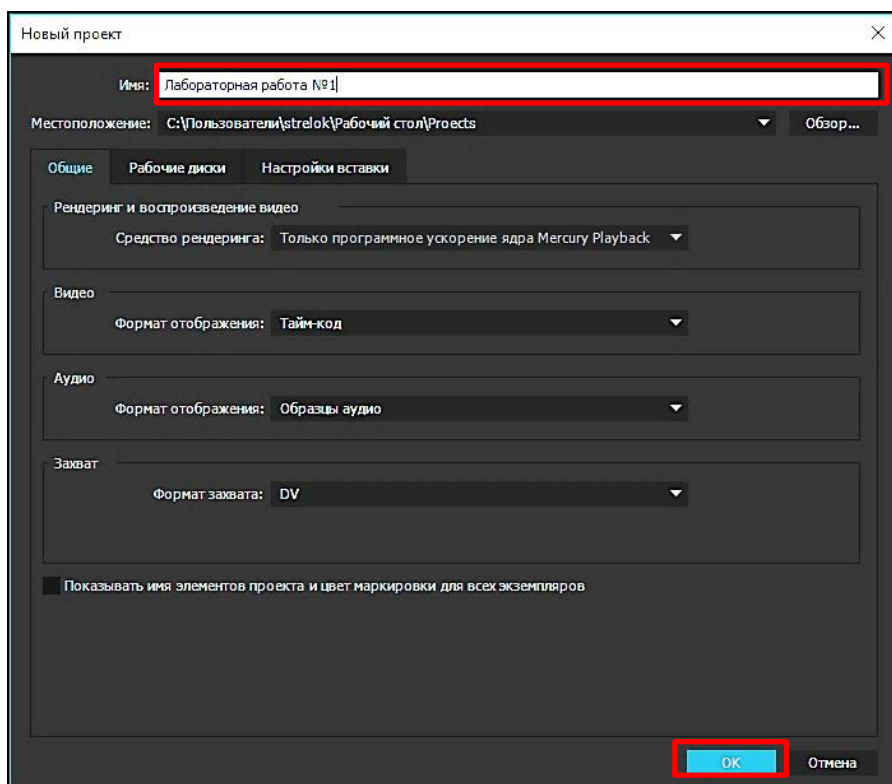 Новый проект
Имя: Лабораторная работа №1
Местоположение: C:\Пользователи\strelok\Рабочий стол\Proects Обзор...
Общие Рабочие диски Настройки вставки
Рендеринг и воспроизведение видео
Средство рендеринга: Только программное ускорение ядра Mercury Playback
Видео
Формат отображения: Тайм-код
Аудио
Формат отображения: Образцы аудио
Захват
Формат захвата: DV
Показывать имя элементов проекта и цвет маркировки для всех экземпляров
ОК Отмена